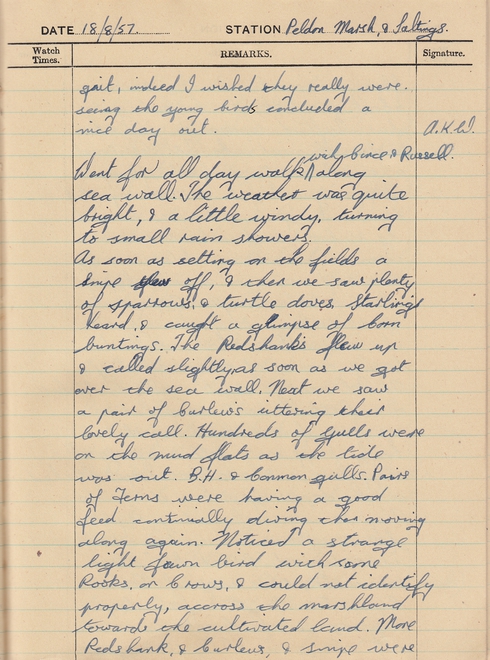 DATE 18/8/57. STATION Peldon Marsh, & Saltings.
Watch Times. REMARKS. Signature.
gait, indeed I wished they really were.
seeing the young birds concluded a
nice day out.
A.K.W.
with Circe & Russell.
Went for all day walk along
sea wall. The weather was quite
bright, & a little windy, turning
to small rain showers.
As soon as setting on the fields a
snipe flew off, & then we saw plenty
of sparrows, & turtle doves, Starlings
heard, & caught a glimpse of corn
buntings. The Redshanks flew up
& called slightly, as soon as we got
over the sea wall. Next we saw
a pair of Curlews uttering their
lovely call. Hundreds of Gulls were
on the mud flats as the tide
was out. B.H. & Common gulls. Pairs
of Terns were having a good
feed continually diving then moving
along again. Noticed a strange
light fawn bird with some
Rooks, or Crows, & could not identify
properly, accross the marshland
towards the cultivated land. More
Redshank, & Curlews, & snipe were